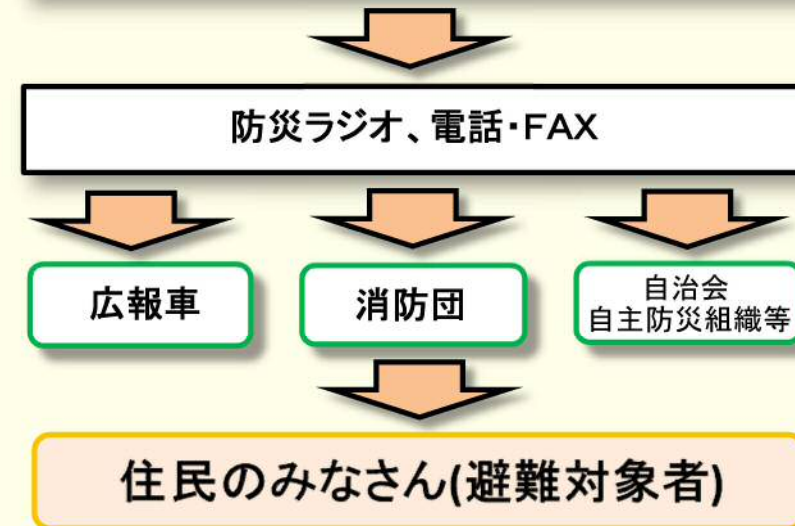 防災ラジオ、電話・FAX
広報車
消防団
自治会
自主防災組織等
住民のみなさん(避難対象者)